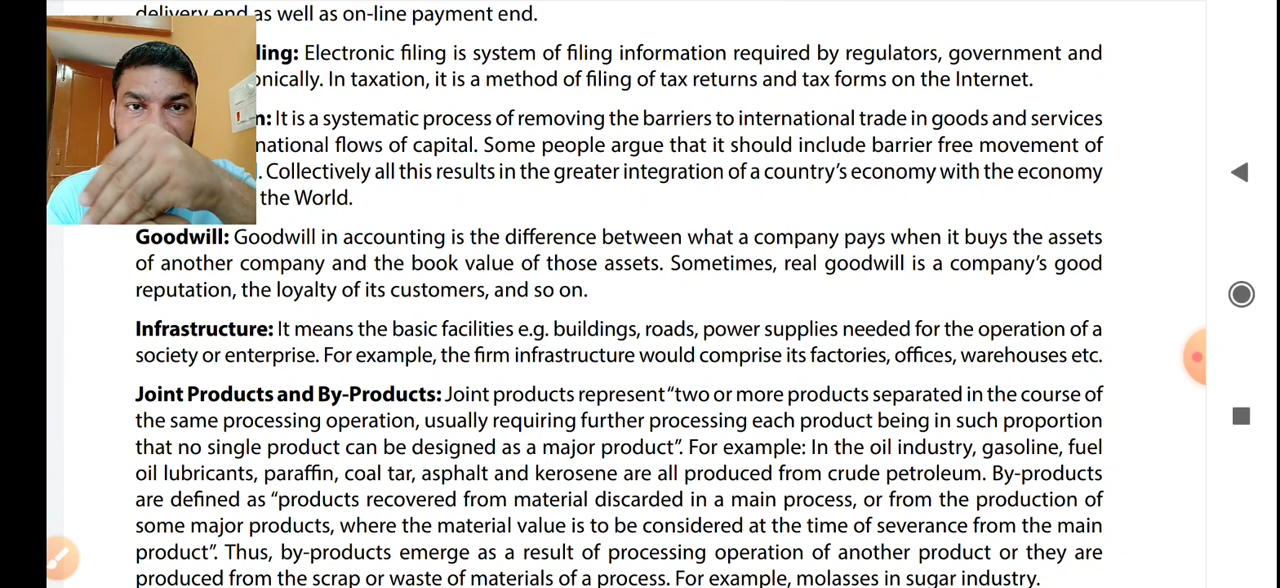 delivery end as well as on-line payment end.
ling: Electronic filing is system of filing information required by regulators, government and
onically. In taxation, it is a method of filing of tax returns and tax forms on the Internet.
n: It is a systematic process of removing the barriers to international trade in goods and services
national flows of capital. Some people argue that it should include barrier free movement of
. Collectively all this results in the greater integration of a country's economy with the economy
the World.
Goodwill: Goodwill in accounting is the difference between what a company pays when it buys the assets
of another company and the book value of those assets. Sometimes, real goodwill is a company's good
reputation, the loyalty of its customers, and so on.
Infrastructure: It means the basic facilities e.g. buildings, roads, power supplies needed for the operation of a
society or enterprise. For example, the firm infrastructure would comprise its factories, offices, warehouses etc.
Joint Products and By-Products: Joint products represent "two or more products separated in the course of
the same processing operation, usually requiring further processing each product being in such proportion
that no single product can be designed as a major product". For example: In the oil industry, gasoline, fuel
oil lubricants, paraffin, coal tar, asphalt and kerosene are all produced from crude petroleum. By-products
are defined as "products recovered from material discarded in a main process, or from the production of
some major products, where the material value is to be considered at the time of severance from the main
product". Thus, by-products emerge as a result of processing operation of another product or they are
produced from the scrap or waste of materials of a process. For example, molasses in sugar industry.